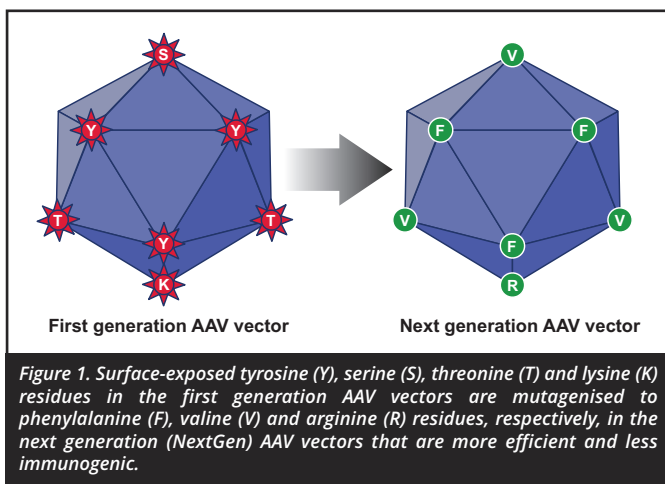 S
Y Y
T Y T
K
V
F F
V F V
R
First generation AAV vector
Next generation AAV vector
Figure 1. Surface-exposed tyrosine (Y), serine (S), threonine (T) and lysine (K)
residues in the first generation AAV vectors are mutagenised to
phenylalanine (F), valine (V) and arginine (R) residues, respectively, in the
next generation (NextGen) AAV vectors that are more efficient and less
immunogenic.